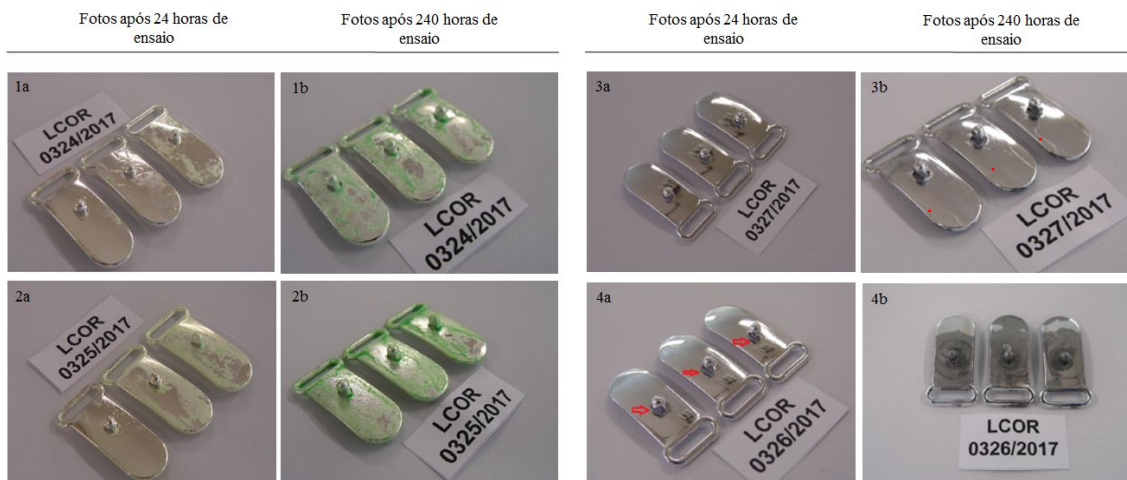 Fotos após 24 horas de
ensaio
Fotos após 240 horas de
ensaio
Fotos após 24 horas de
ensaio
Fotos após 240 horas de
ensaio
1a
LCOR
0324/2017
1b
LCOR
0324/2017
3a
LCOR
0327/2017
3b
LCOR
0327/2017
2a
LCOR
0325/2017
2b
LCOR
0325/2017
4a
LCOR
0326/2017
4b
LCOR
0326/2017